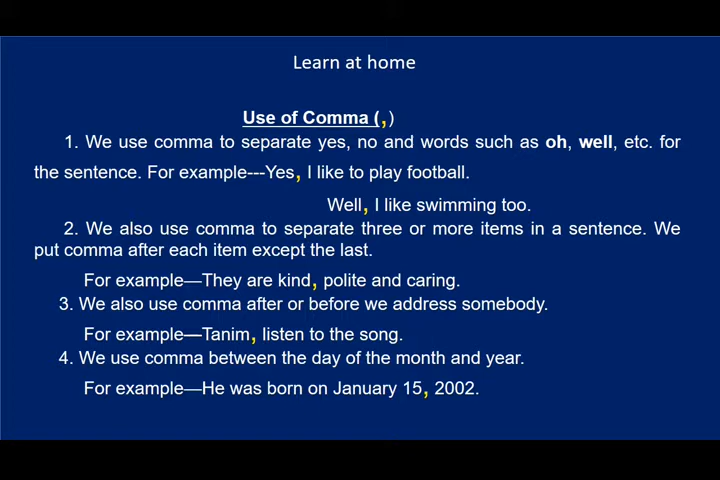 Learn at home
Use of Comma (,)
1. We use comma to separate yes, no and words such as oh, well, etc. for
the sentence. For example---Yes, I like to play football.
Well, I like swimming too.
2. We also use comma to separate three or more items in a sentence. We
put comma after each item except the last.
For example—They are kind, polite and caring.
3. We also use comma after or before we address somebody.
For example—Tanim, listen to the song.
4. We use comma between the day of the month and year.
For example—He was born on January 15, 2002.